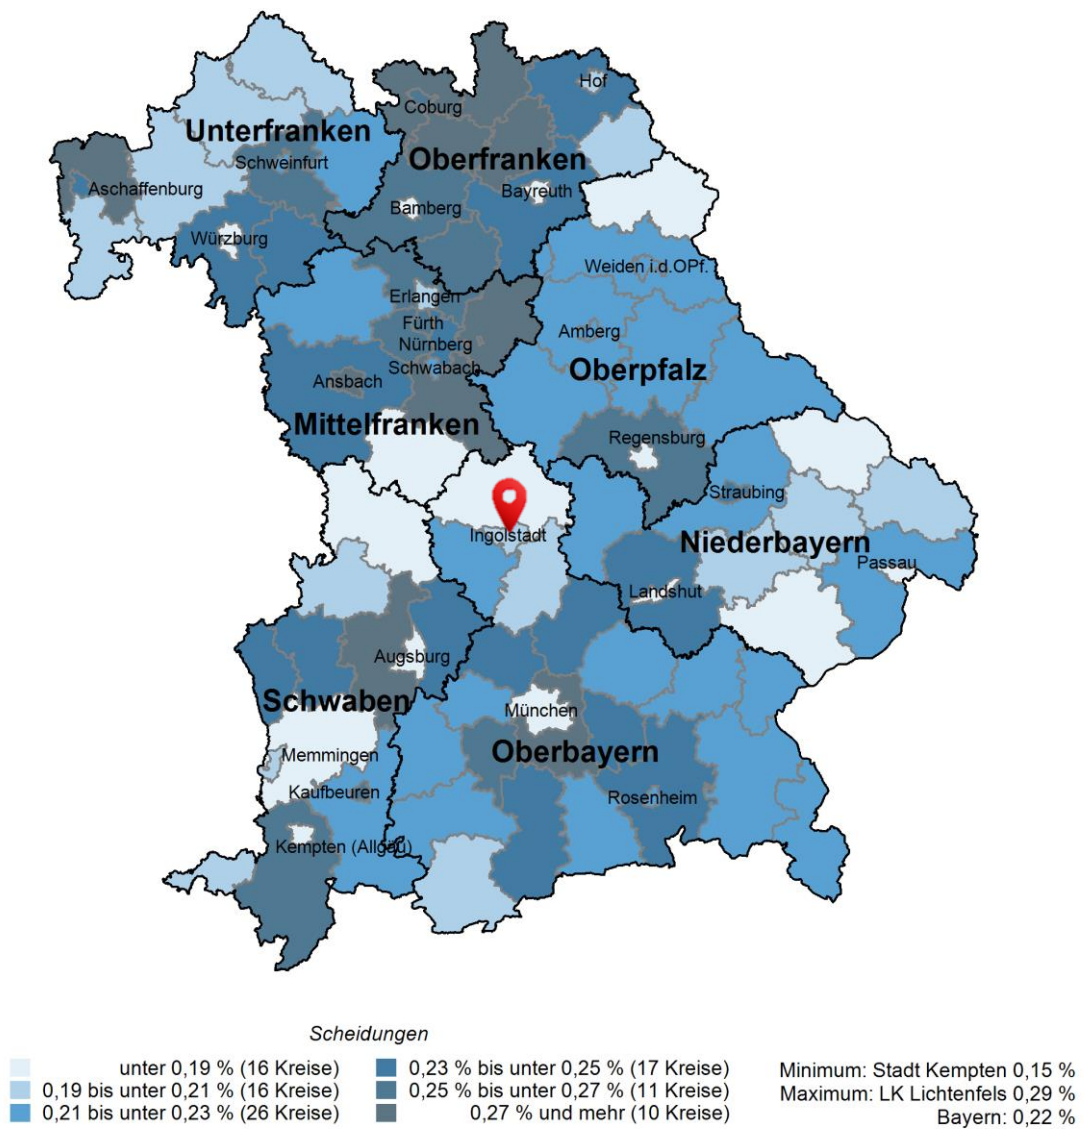 Hof
Coburg
Unterfranken
Oberfranken
Schweinfurt
Aschaffenburg
Bayreuth
Bamberg
Würzburg
Weiden i.d.OPf.
Erlangen
Fürth
Amberg
Nürnberg
Schwabach
Oberpfalz
Ansbach
Mittelfranken
Regensburg
Straubing
Ingolstadt
Niederbayern
Passau
Landshut
Augsburg
Schwaben
München
Oberbayern
Memmingen
Kaufbeuren
Rosenheim
Kempten (Allgäu)
Scheidungen
unter 0,19 % (16 Kreise)
0,19 bis unter 0,21 % (16 Kreise)
0,21 bis unter 0,23 % (26 Kreise)
0,23 % bis unter 0,25 % (17 Kreise)
0,25 % bis unter 0,27 % (11 Kreise)
0,27 % und mehr (10 Kreise)
Minimum: Stadt Kempten 0,15 %
Maximum: LK Lichtenfels 0,29 %
Bayern: 0,22 %